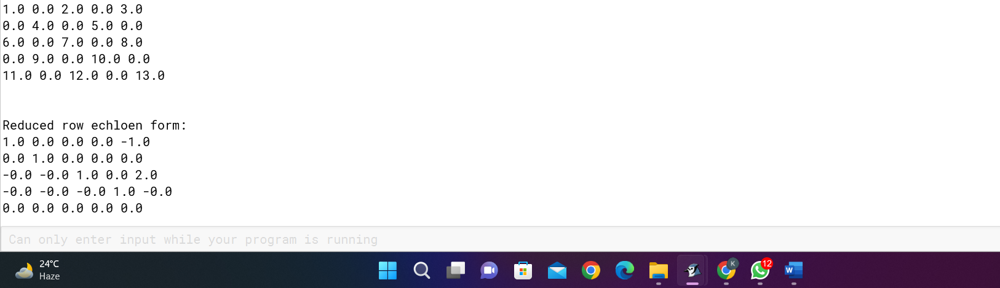 1.0 0.0 2.0 0.0 3.0
0.0 4.0 0.0 5.0 0.0
6.0 0.0 7.0 0.0 8.0
0.0 9.0 0.0 10.0 0.0
11.0 0.0 12.0 0.0 13.0
Reduced row echloen form:
1.0 0.0 0.0 0.0 -1.0
0.0 1.0 0.0 0.0 0.0
-0.0 -0.0 1.0 0.0 2.0
-0.0 -0.0 -0.0 1.0 -0.0
0.0 0.0 0.0 0.0 0.0
Can only enter input while your program is running
24°C
Haze
K
12
W